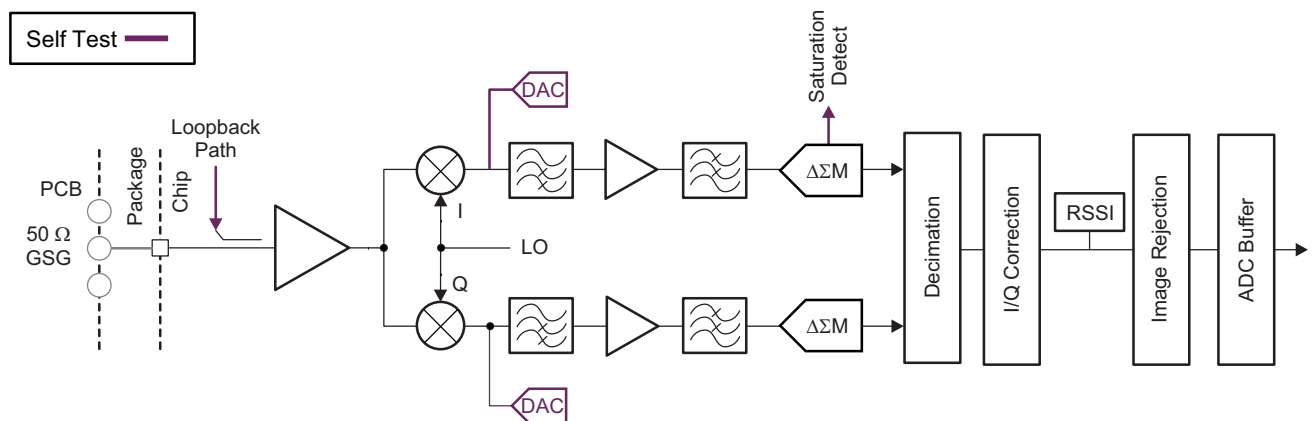 Self Test
DAC
Saturation
Detect
Loopback
Path
PCB
Package
Chip
ΔΣM
I
50 Ω
GSG
LO
Q
RSSI
Decimation
I/Q Correction
Image Rejection
ADC Buffer
ΔΣM
DAC